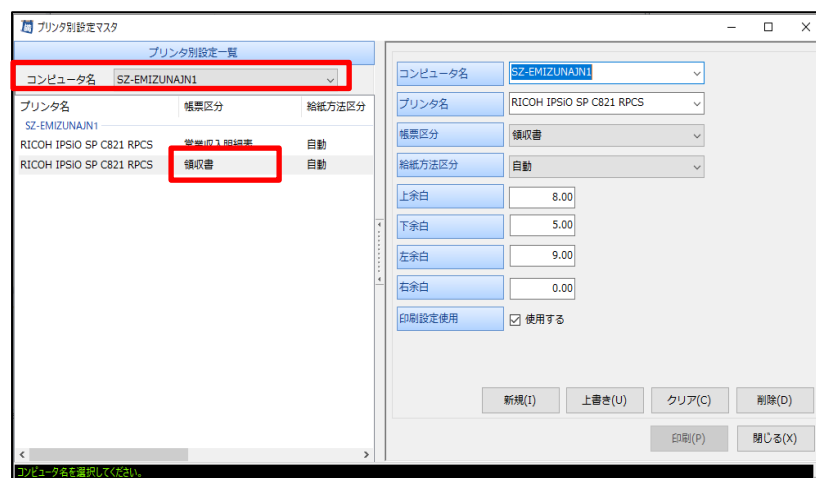 プリンタ別設定マスタ
プリンタ別設定一覧
コンピュータ名 SZ-EMIZUNAJN1
プリンタ名 帳票区分 給紙方法区分
SZ-EMIZUNAJN1
RICOH IPSiO SP C821 RPCS 営業収入明細表 自動
RICOH IPSiO SP C821 RPCS 領収書 自動
コンピュータ名 SZ-EMIZUNAJN1
プリンタ名 RICOH IPSiO SP C821 RPCS
帳票区分 領収書
給紙方法区分 自動
上余白 8.00
下余白 5.00
左余白 9.00
右余白 0.00
印刷設定使用 使用する
新規(I) 上書き(U) クリア(C) 削除(D)
印刷(P) 閉じる(X)
コンピュータ名を選択してください。